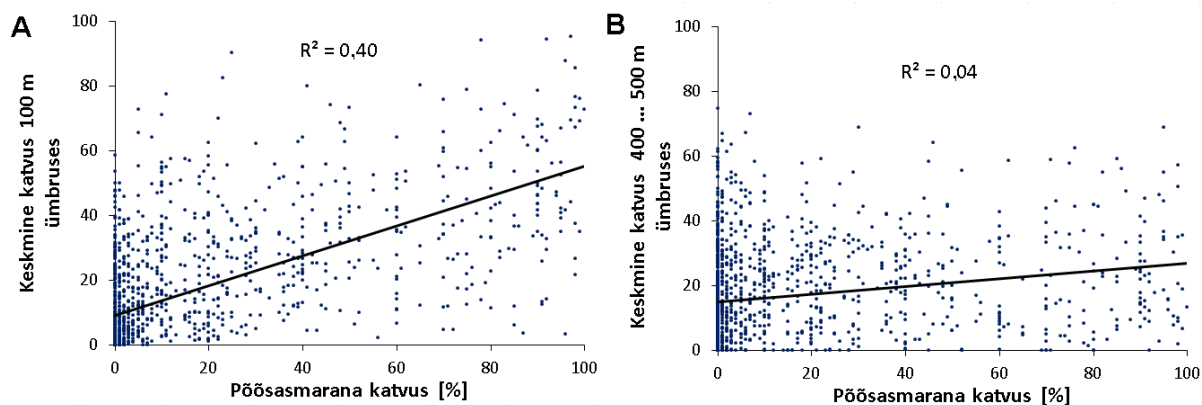 A
R² = 0,40
Keskmine katvus 100 m
ümbruses
100
80
60
40
20
0
0 20 40 60 80 100
Põõsasmarana katvus [%]
B
R² = 0,04
Keskmine katvus 400 ... 500 m
ümbruses
100
80
60
40
20
0
0 20 40 60 80 100
Põõsasmarana katvus [%]